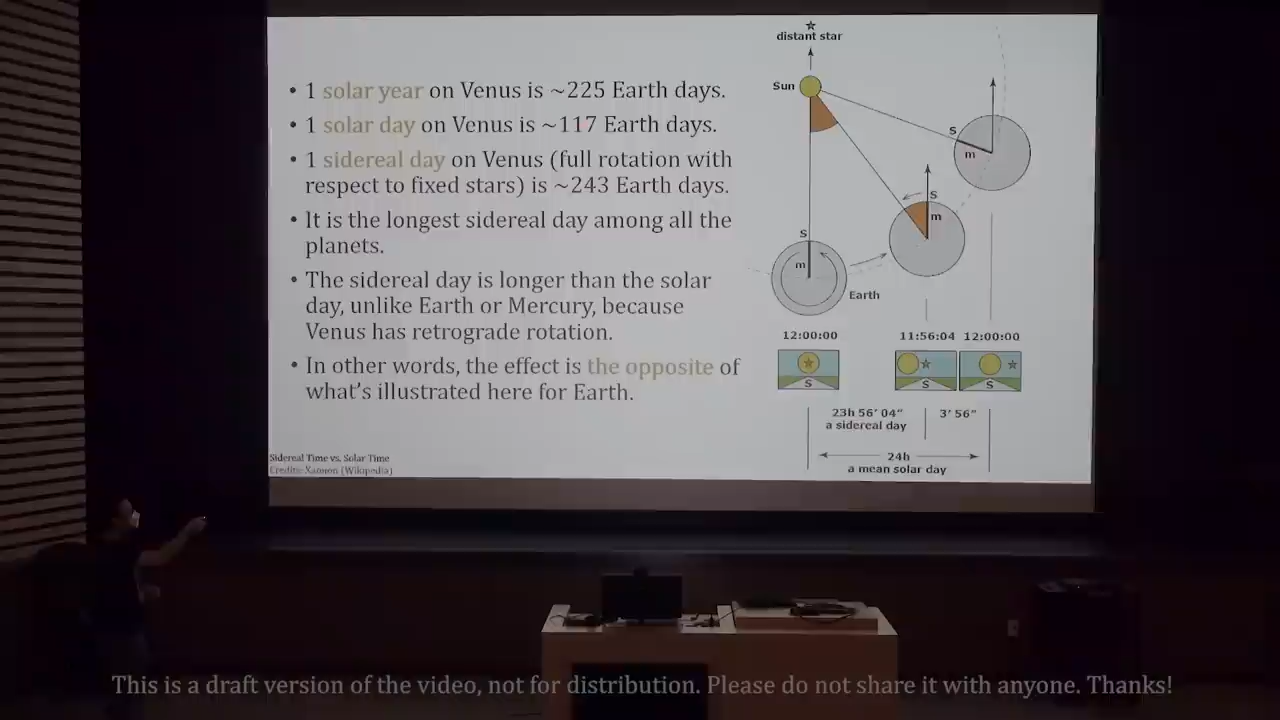 • 1 solar year on Venus is ~225 Earth days.
• 1 solar day on Venus is ~117 Earth days.
• 1 sidereal day on Venus (full rotation with
respect to fixed stars) is ~243 Earth days.
• It is the longest sidereal day among all the
planets.
• The sidereal day is longer than the solar
day, unlike Earth or Mercury, because
Venus has retrograde rotation.
• In other words, the effect is the opposite of
what's illustrated here for Earth.
Sidereal Time vs. Solar Time
Credits: Xaonon (Wikipedia)
distant star
Sun
S
m
S
m
S
m
Earth
12:00:00
11:56:04
12:00:00
S
S
S
23h 56' 04"
a sidereal day
3' 56"
24h
a mean solar day
This is a draft version of the video, not for distribution. Please do not share it with anyone. Thanks!